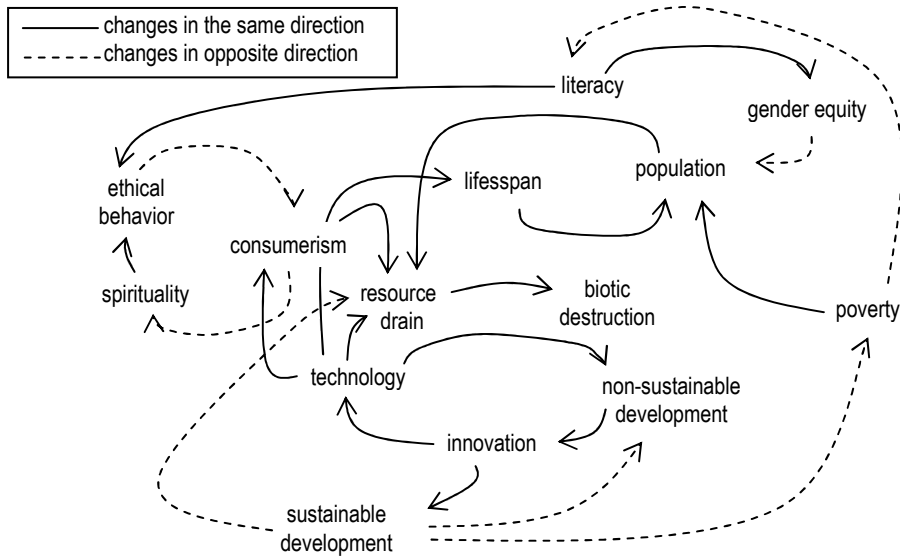 changes in the same direction
changes in opposite direction
literacy
gender equity
population
lifesspan
ethical
behavior
consumerism
spirituality
resource
drain
biotic
destruction
poverty
technology
non-sustainable
development
innovation
sustainable
development